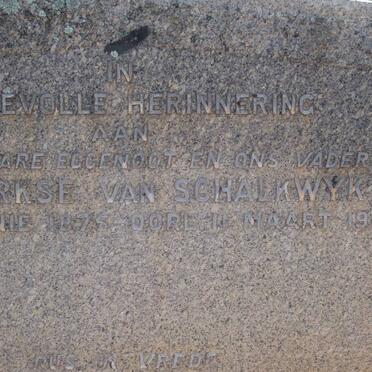 IN
EVOLLE HERINNERING
AAN
ARE EGGENOOT EN ONS VADER
RKSE VAN SCHALKWYK
HE 1875 OORL 11 MAART 19
RUS IN VREDE